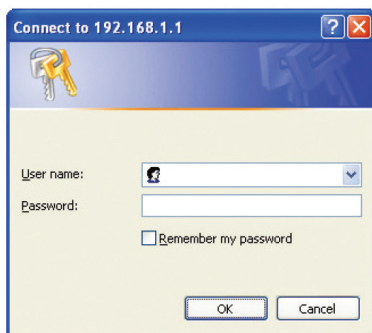 Connect to 192.168.1.1
User name:
Password:
Remember my password
OK Cancel